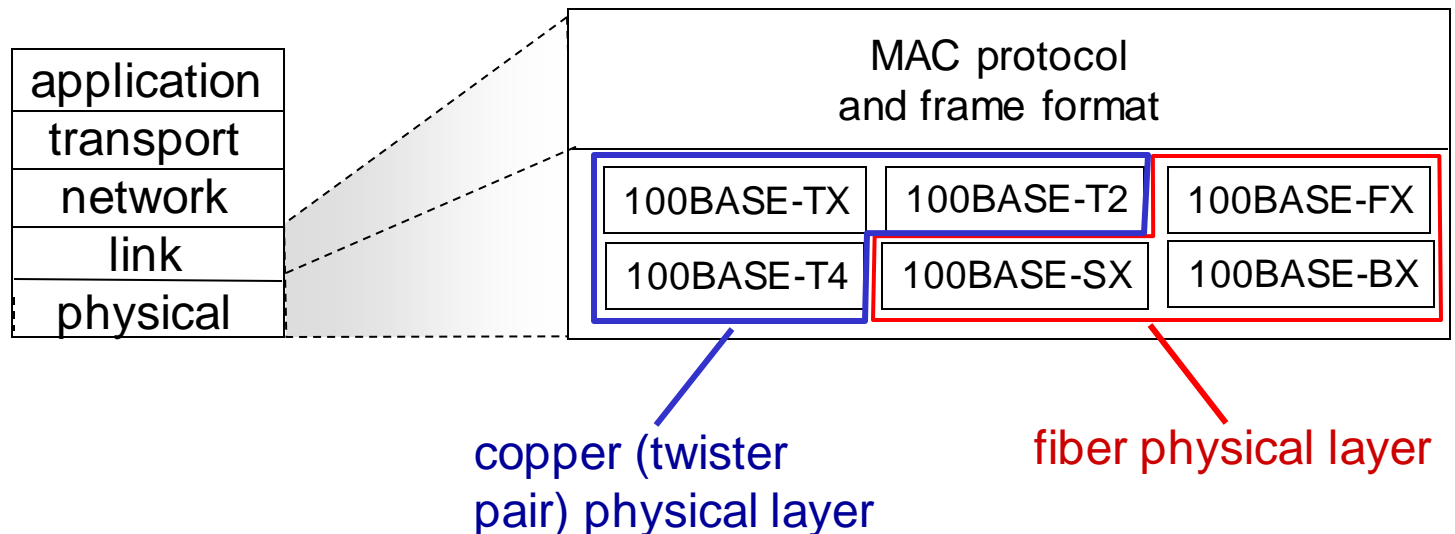 application
transport
network
link
physical
MAC protocol
and frame format
100BASE-TX
100BASE-T2
100BASE-FX
100BASE-T4
100BASE-SX
100BASE-BX
copper (twister
pair) physical layer
fiber physical layer